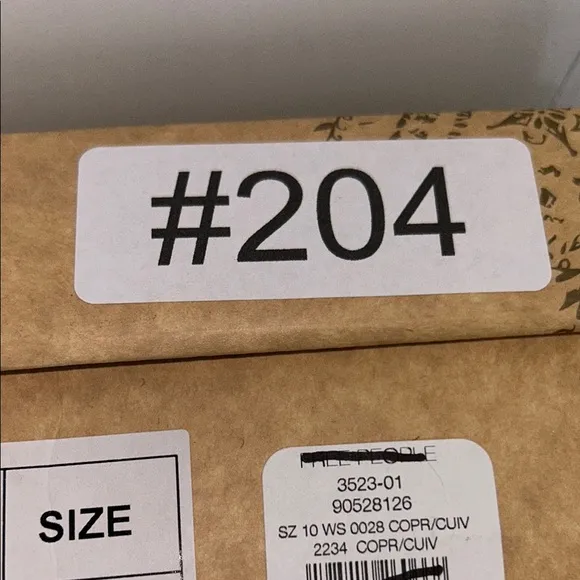 #204
SIZE
FREE PEOPLE
3523-01
90528126
SZ 10 WS 0028 COPR/CUIV
2234 COPR/CUIV